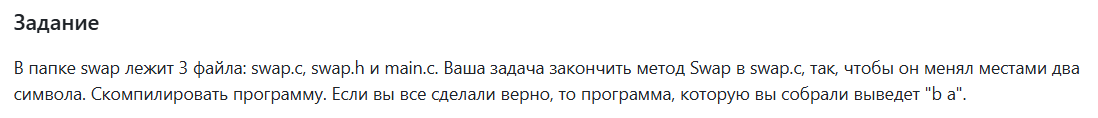 Задание
В папке swap лежит 3 файла: swap.c, swap.h и main.c. Ваша задача закончить метод Swap в swap.c, так, чтобы он менял местами два
символа. Скомпилировать программу. Если вы все сделали верно, то программа, которую вы собрали выведет "b a".